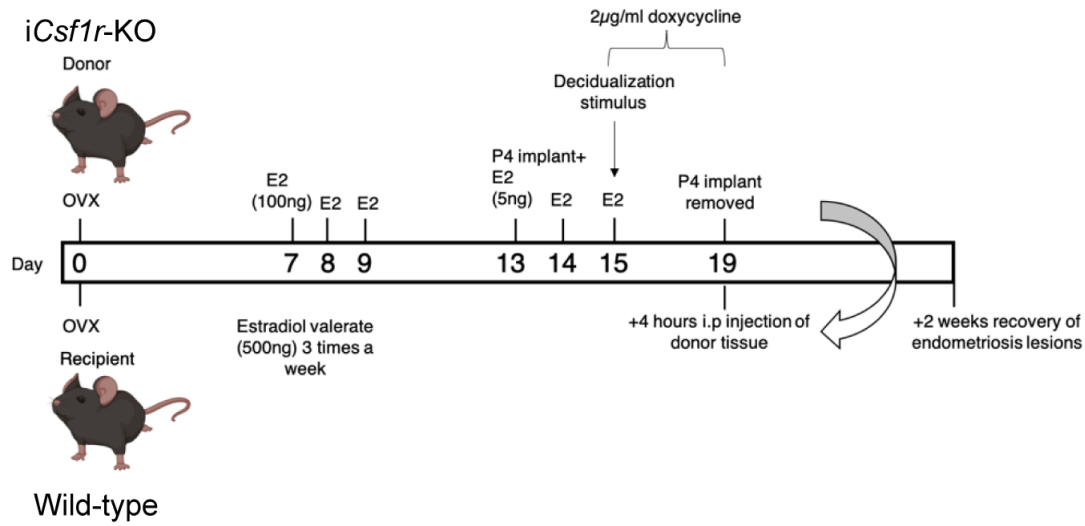 iCsf1r-KO
Donor
2µg/ml doxycycline
Decidualization
stimulus
OVX
E2
(100ng) E2 E2
P4 implant+
E2
(5ng) E2 E2
P4 implant
removed
Day 0 7 8 9 13 14 15 19
OVX
Recipient
Estradiol valerate
(500ng) 3 times a
week
+4 hours i.p injection of
donor tissue
+2 weeks recovery of
endometriosis lesions
Wild-type